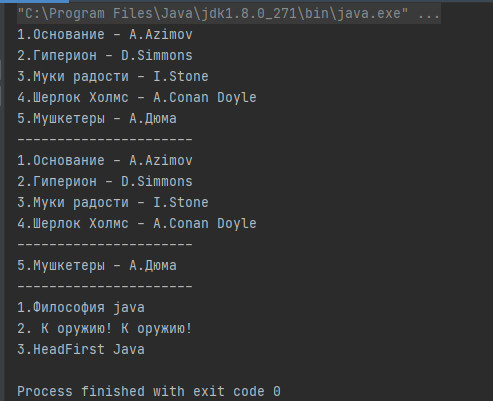 "C:\Program Files\Java\jdk1.8.0_271\bin\java.exe" ...
1.Основание – A.Azimov
2.Гиперион – D.Simmons
3.Муки радости – I.Stone
4.Шерлок Холмс – A.Conan Doyle
5.Мушкетеры – А.Дюма
----------------------
1.Основание – A.Azimov
2.Гиперион – D.Simmons
3.Муки радости – I.Stone
4.Шерлок Холмс – A.Conan Doyle
----------------------
5.Мушкетеры – А.Дюма
----------------------
1.Философия java
2. К оружию! К оружию!
3.HeadFirst Java
Process finished with exit code 0